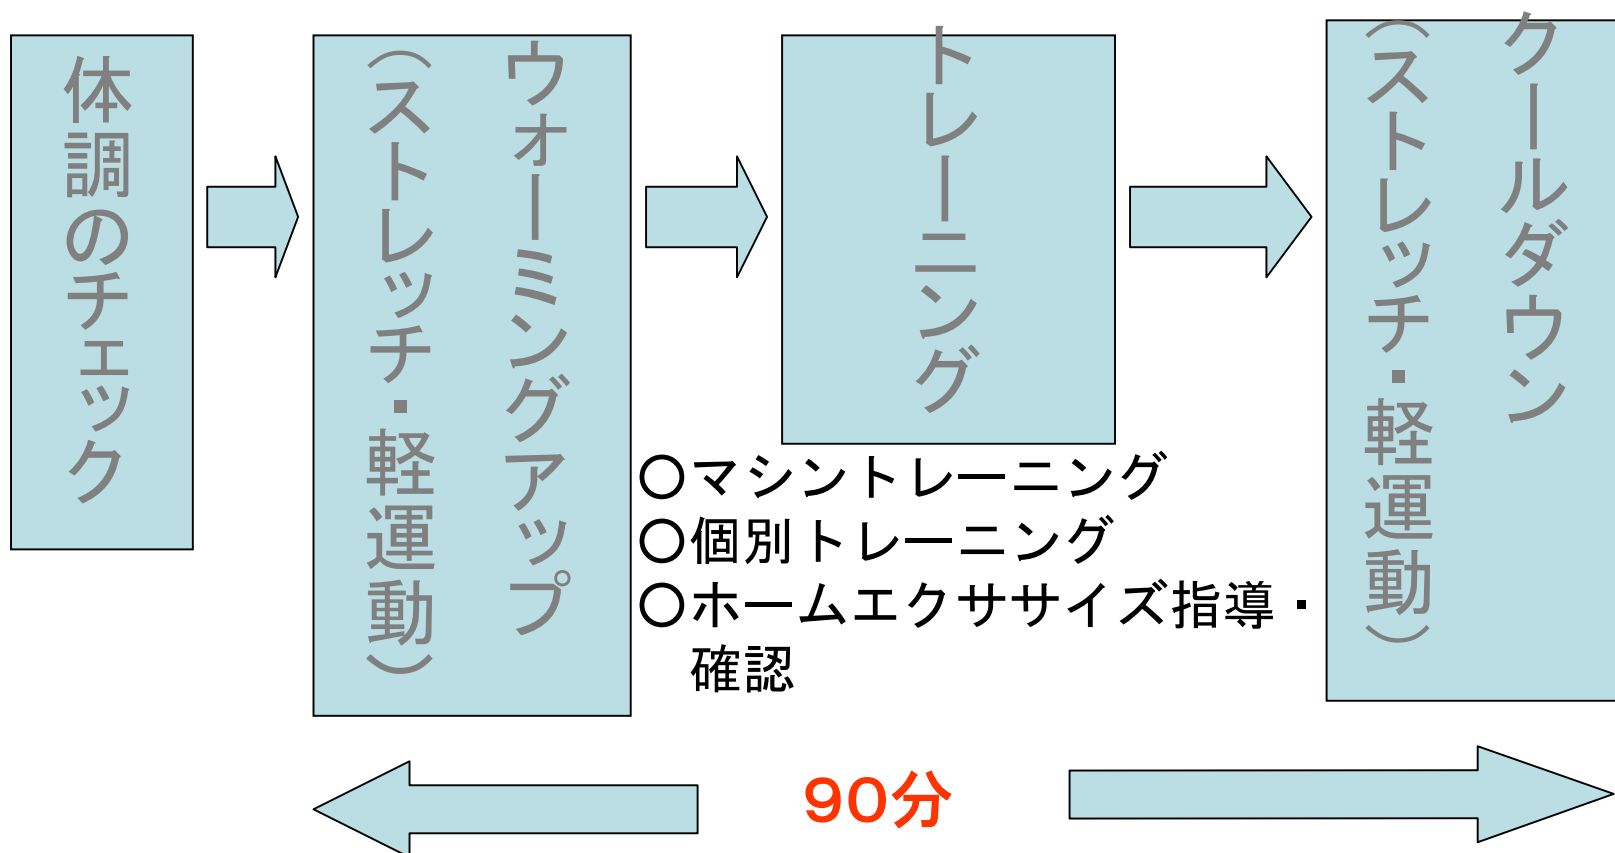 体調のチェック
ウォーミングアップ
（ストレッチ・軽運動）
トレーニング
クールダウン
（ストレッチ・軽運動）
○マシントレーニング
○個別トレーニング
○ホームエクササイズ指導・
確認
90分